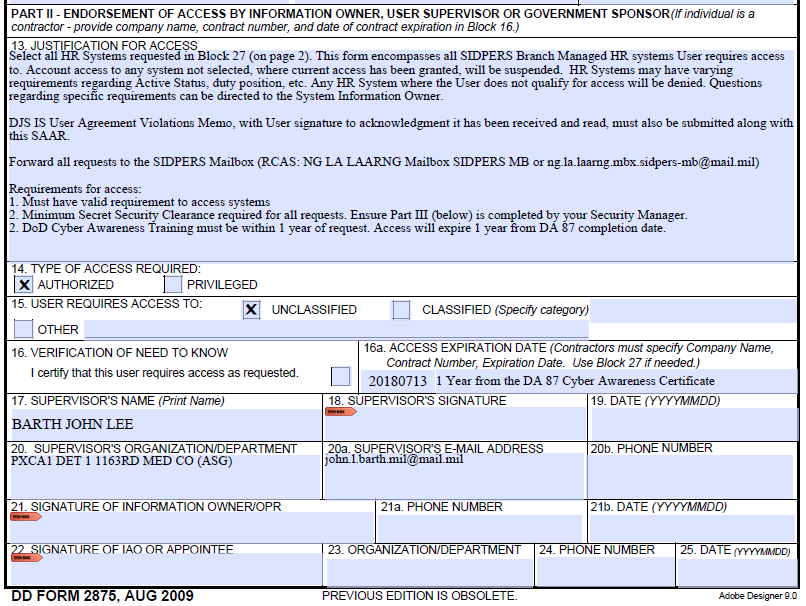 PART II - ENDORSEMENT OF ACCESS BY INFORMATION OWNER, USER SUPERVISOR OR GOVERNMENT SPONSOR (If individual is a
contractor - provide company name, contract number, and date of contract expiration in Block 16.)
13. JUSTIFICATION FOR ACCESS
Select all HR Systems requested in Block 27 (on page 2). This form encompasses all SIDPERS Branch Managed HR systems User requires access
to. Account access to any system not selected, where current access has been granted, will be suspended.  HR Systems may have varying
requirements regarding Active Status, duty position, etc. Any HR System where the User does not qualify for access will be denied. Questions
regarding specific requirements can be directed to the System Information Owner.
DJS IS User Agreement Violations Memo, with User signature to acknowledgment it has been received and read, must also be submitted along with
this SAAR.
Forward all requests to the SIDPERS Mailbox (RCAS: NG LA LAARNG Mailbox SIDPERS MB or ng.la.laarng.mbx.sidpers-mb@mail.mil)
Requirements for access:
1. Must have valid requirement to access systems
2. Minimum Secret Security Clearance required for all requests. Ensure Part III (below) is completed by your Security Manager.
2. DoD Cyber Awareness Training must be within 1 year of request. Access will expire 1 year from DA 87 completion date.
14. TYPE OF ACCESS REQUIRED:
X AUTHORIZED PRIVILEGED
15. USER REQUIRES ACCESS TO: X UNCLASSIFIED CLASSIFIED (Specify category)
OTHER
16. VERIFICATION OF NEED TO KNOW
I certify that this user requires access as requested.
16a. ACCESS EXPIRATION DATE (Contractors must specify Company Name,
Contract Number, Expiration Date.  Use Block 27 if needed.)
20180713 1 Year from the DA 87 Cyber Awareness Certificate
17. SUPERVISOR'S NAME (Print Name)
BARTH JOHN LEE
18. SUPERVISOR'S SIGNATURE
19. DATE (YYYYMMDD)
20. SUPERVISOR'S ORGANIZATION/DEPARTMENT
PXCA1 DET 1 1163RD MED CO (ASG)
20a. SUPERVISOR'S E-MAIL ADDRESS
john.l.barth.mil@mail.mil
20b. PHONE NUMBER
21. SIGNATURE OF INFORMATION OWNER/OPR
21a. PHONE NUMBER
21b. DATE (YYYYMMDD)
22. SIGNATURE OF IAO OR APPOINTEE
23. ORGANIZATION/DEPARTMENT
24. PHONE NUMBER
25. DATE (YYYYMMDD)
DD FORM 2875, AUG 2009
PREVIOUS EDITION IS OBSOLETE.
Adobe Designer 9.0